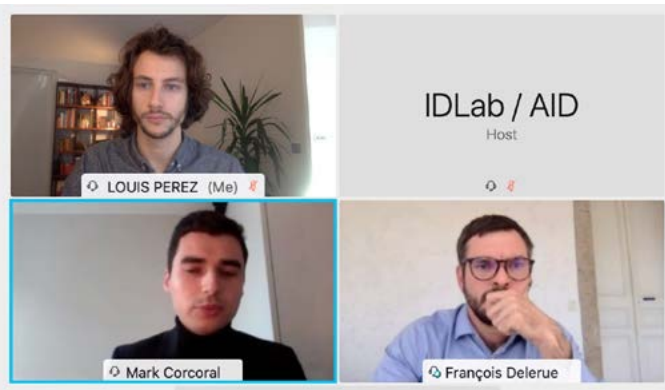 LOUIS PEREZ (Me)
IDLab / AID
Host
Mark Corcoral
François Delerue